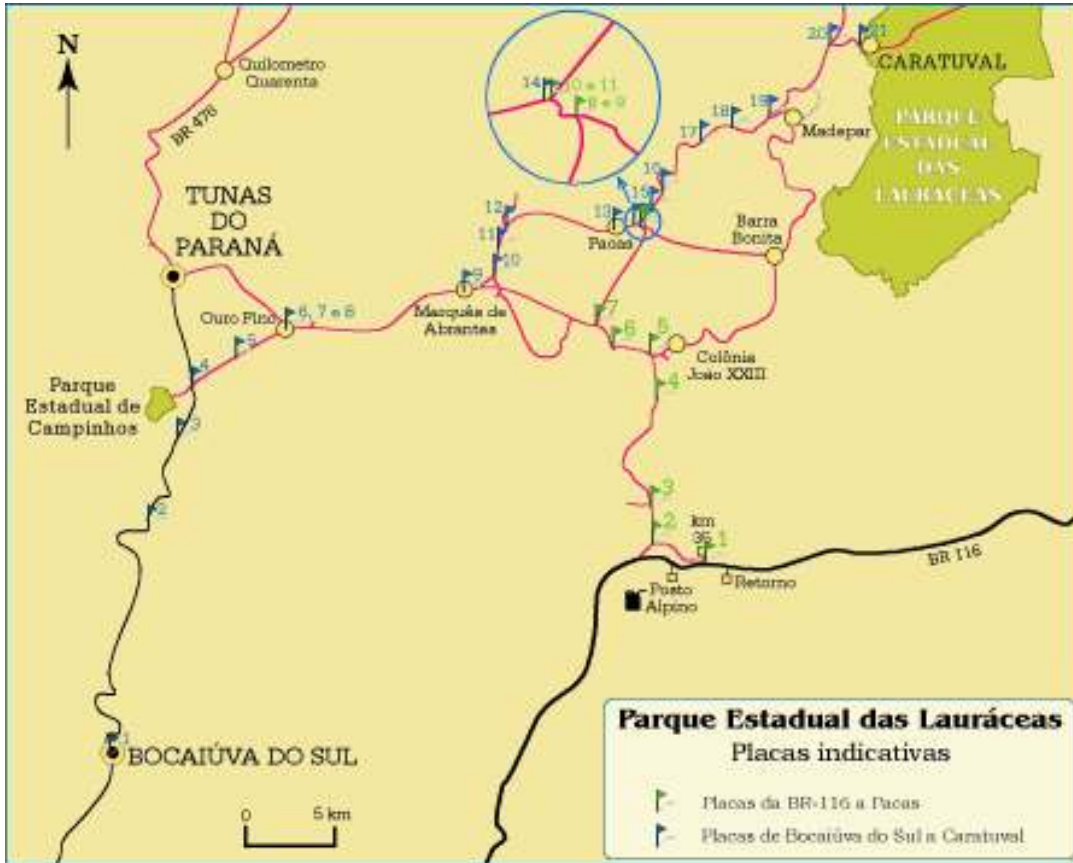 N
Quilometro
Quarenta
BR 476
TUNAS
DO
PARANÁ
14
10 e 11
8 e 9
20
21
CARATUVAL
19
18
17
Madepar
PARQUE
ESTADUAL
DAS
LAURACEAS
16
15
13
12
11
10
Pacas
Barra
Bonita
9
Marquês de
Abrantes
Ouro Fino
6, 7 e 8
5
4
3
2
7
6
5
Colônia
João XXIII
4
Parque
Estadual de
Campinhos
3
2
km
35
1
BR 116
Retorno
Posto
Alpino
1
BOCAIÚVA DO SUL
0 5 km
Parque Estadual das Lauráceas
Placas indicativas
Placas da BR-116 a Pacas
Placas de Bocaiúva do Sul a Caratuval